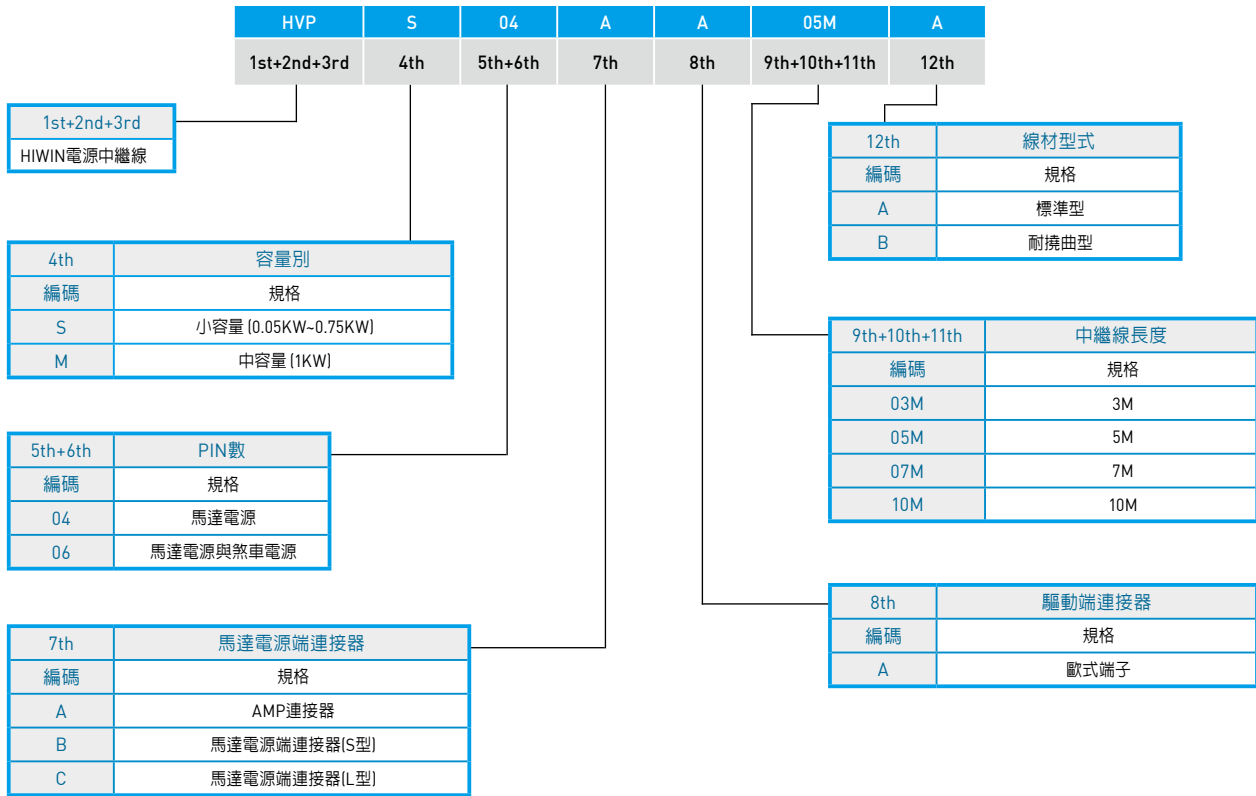 HVP S 04 A A 05M A
1st+2nd+3rd 4th 5th+6th 7th 8th 9th+10th+11th 12th
1st+2nd+3rd
HIWIN電源中繼線
4th 容量別
編碼 規格
S 小容量 (0.05KW~0.75KW)
M 中容量 (1KW)
5th+6th PIN數
編碼 規格
04 馬達電源
06 馬達電源與煞車電源
7th 馬達電源端連接器
編碼 規格
A AMP連接器
B 馬達電源端連接器(S型)
C 馬達電源端連接器(L型)
12th 線材型式
編碼 規格
A 標準型
B 耐撓曲型
9th+10th+11th 中繼線長度
編碼 規格
03M 3M
05M 5M
07M 7M
10M 10M
8th 驅動端連接器
編碼 規格
A 歐式端子